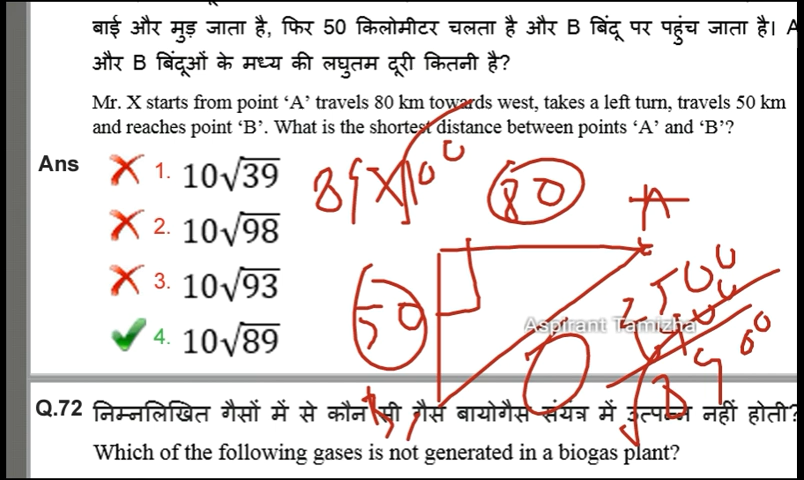 बाईं और मुड़ जाता है, फिर 50 किलोमीटर चलता है और B बिंदू पर पहुंच जाता है। A
और B बिंदूओं के मध्य की लघुतम दूरी कितनी है?
Mr. X starts from point ‘A’ travels 80 km towards west, takes a left turn, travels 50 km
and reaches point ‘B’. What is the shortest distance between points ‘A’ and ‘B’?
Ans
1. 10√39
2. 10√98
3. 10√93
4. 10√89
89X100
80
A
50
Aspirant Tamizha
8900
Q.72 निम्नलिखित गैसों में से कौन सी गैस बायोगैस संयंत्र में उत्पन्न नहीं होती?
Which of the following gases is not generated in a biogas plant?